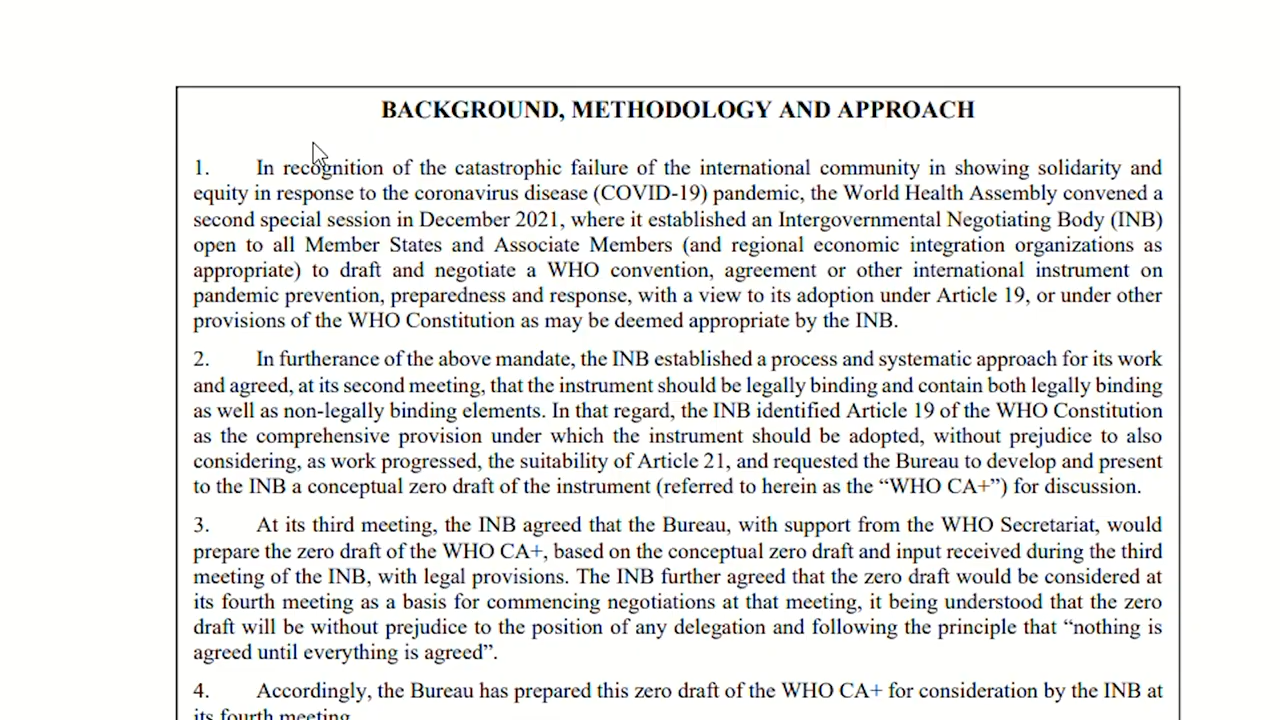 BACKGROUND, METHODOLOGY AND APPROACH
1. In recognition of the catastrophic failure of the international community in showing solidarity and
equity in response to the coronavirus disease (COVID-19) pandemic, the World Health Assembly convened a
second special session in December 2021, where it established an Intergovernmental Negotiating Body (INB)
open to all Member States and Associate Members (and regional economic integration organizations as
appropriate) to draft and negotiate a WHO convention, agreement or other international instrument on
pandemic prevention, preparedness and response, with a view to its adoption under Article 19, or under other
provisions of the WHO Constitution as may be deemed appropriate by the INB.
2. In furtherance of the above mandate, the INB established a process and systematic approach for its work
and agreed, at its second meeting, that the instrument should be legally binding and contain both legally binding
as well as non-legally binding elements. In that regard, the INB identified Article 19 of the WHO Constitution
as the comprehensive provision under which the instrument should be adopted, without prejudice to also
considering, as work progressed, the suitability of Article 21, and requested the Bureau to develop and present
to the INB a conceptual zero draft of the instrument (referred to herein as the “WHO CA+”) for discussion.
3. At its third meeting, the INB agreed that the Bureau, with support from the WHO Secretariat, would
prepare the zero draft of the WHO CA+, based on the conceptual zero draft and input received during the third
meeting of the INB, with legal provisions. The INB further agreed that the zero draft would be considered at
its fourth meeting as a basis for commencing negotiations at that meeting, it being understood that the zero
draft will be without prejudice to the position of any delegation and following the principle that “nothing is
agreed until everything is agreed”.
4. Accordingly, the Bureau has prepared this zero draft of the WHO CA+ for consideration by the INB at
its fourth meeting.